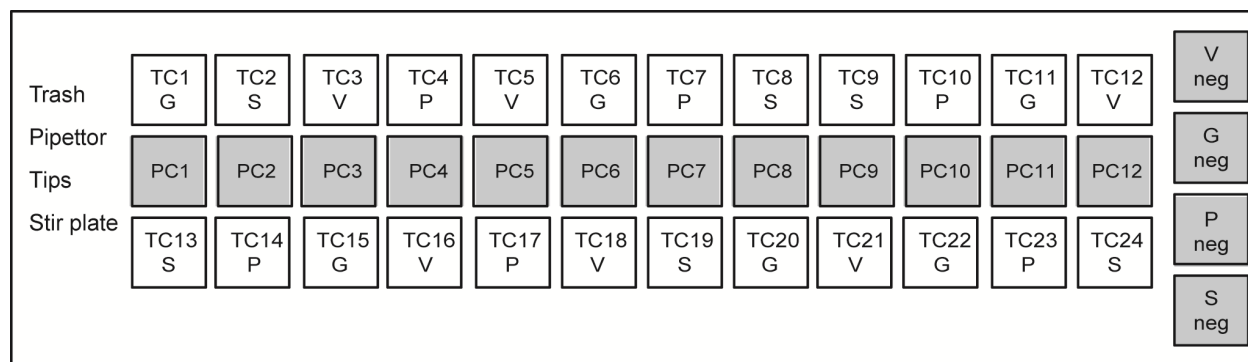 Trash
Pipettor
Tips
Stir plate
TC1
G
TC2
S
TC3
V
TC4
P
TC5
V
TC6
G
TC7
P
TC8
S
TC9
S
TC10
P
TC11
G
TC12
V
PC1
PC2
PC3
PC4
PC5
PC6
PC7
PC8
PC9
PC10
PC11
PC12
TC13
S
TC14
P
TC15
G
TC16
V
TC17
P
TC18
V
TC19
S
TC20
G
TC21
V
TC22
G
TC23
P
TC24
S
V
neg
G
neg
P
neg
S
neg